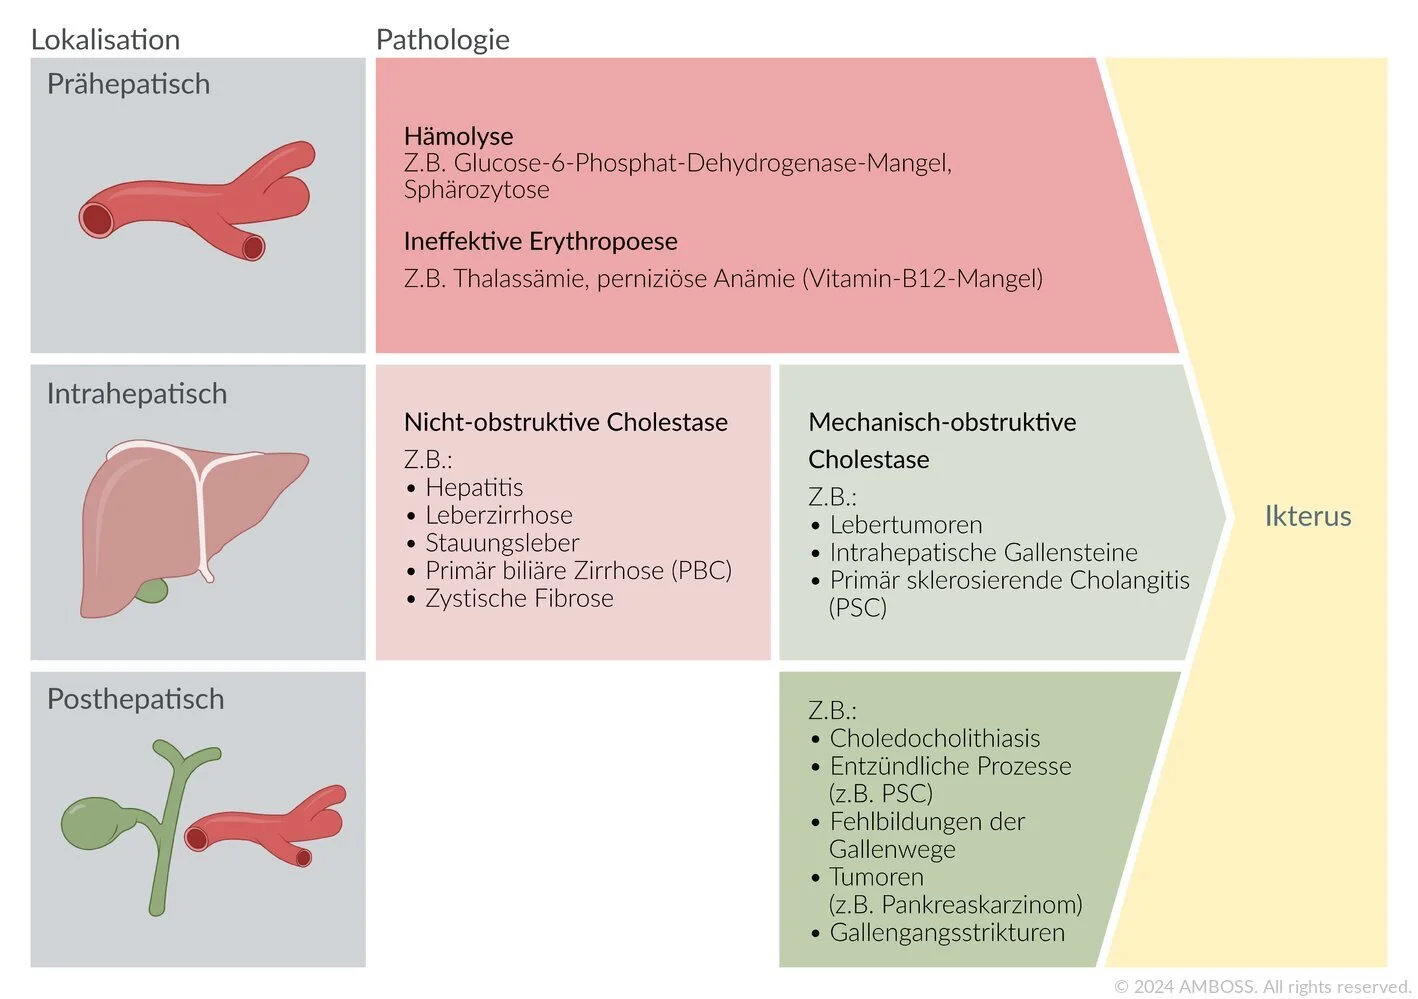 Lokalisation
Pathologie
Prähepatisch
Hämolyse
Z.B. Glucose-6-Phosphat-Dehydrogenase-Mangel,
Sphärozytose
Ineffektive Erythropoese
Z.B. Thalassämie, perniziöse Anämie (Vitamin-B12-Mangel)
Intrahepatisch
Nicht-obstruktive Cholestase
Z.B.:
• Hepatitis
• Leberzirrhose
• Stauungsleber
• Primär biliäre Zirrhose (PBC)
• Zystische Fibrose
Mechanisch-obstruktive
Cholestase
Z.B.:
• Lebertumoren
• Intrahepatische Gallensteine
• Primär sklerosierende Cholangitis
(PSC)
Ikterus
Posthepatisch
Z.B.:
• Choledocholithiasis
• Entzündliche Prozesse
(z.B. PSC)
• Fehlbildungen der
Gallenwege
• Tumoren
(z.B. Pankreaskarzinom)
• Gallengangsstrikturen
© 2024 AMBOSS. All rights reserved.